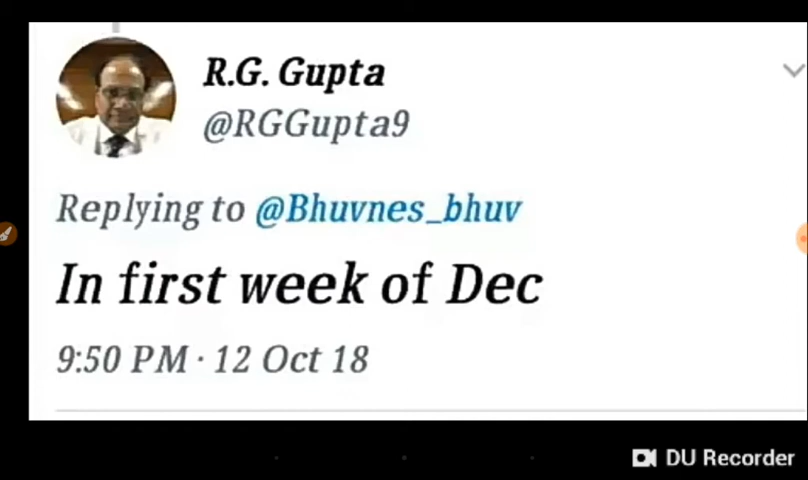 R.G. Gupta
@RGGupta9
Replying to @Bhuvnes_bhuv
In first week of Dec
9:50 PM · 12 Oct 18
DU Recorder